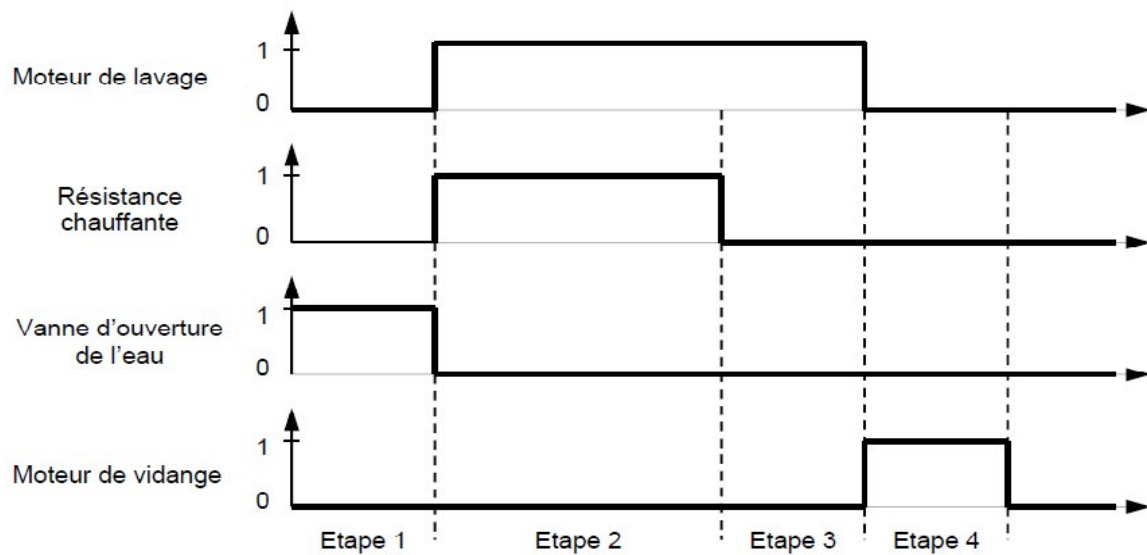 1
Moteur de lavage
0
1
Résistance
chauffante
0
1
Vanne d'ouverture
de l'eau
0
1
Moteur de vidange
0
Etape 1 Etape 2 Etape 3 Etape 4